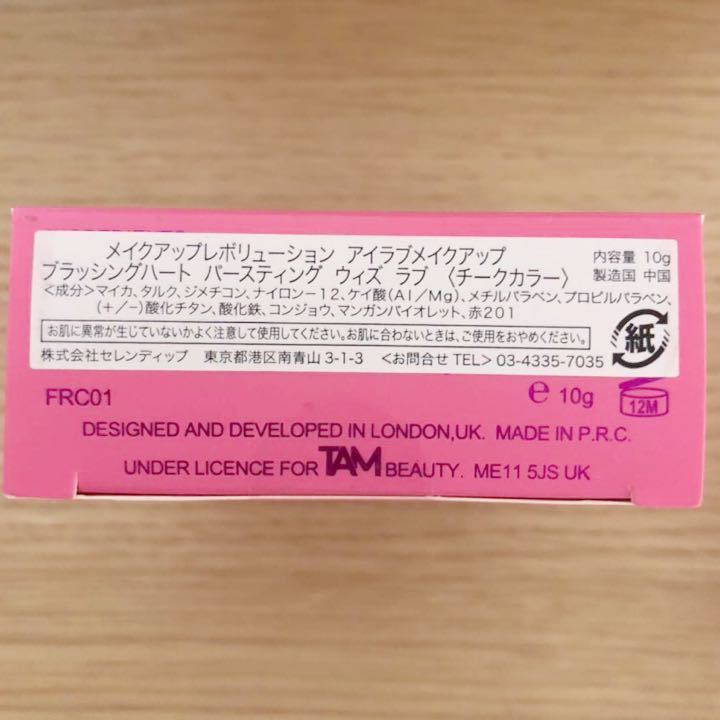 メイクアップレボリューション アイラブメイクアップ 内容量 10g
ブラッシングハート バースティング ウィズ ラブ 〈チークカラー〉 製造国 中国
<成分>マイカ、タルク、ジメチコン、ナイロン-12、ケイ酸(Al/Mg)、メチルパラベン、プロピルパラベン、
(+/-)酸化チタン、酸化鉄、コンジョウ、マンガンバイオレット、赤201
お肌に異常が生じていないかよく注意して使用してください。お肌に合わないときは、ご使用をおやめください。
紙
株式会社セレンディップ 東京都港区南青山 3-1-3 <お問合せ TEL> 03-4335-7035
FRC01 e 10g 12M
DESIGNED AND DEVELOPED IN LONDON,UK. MADE IN P.R.C.
UNDER LICENCE FOR TAM BEAUTY. ME11 5JS UK